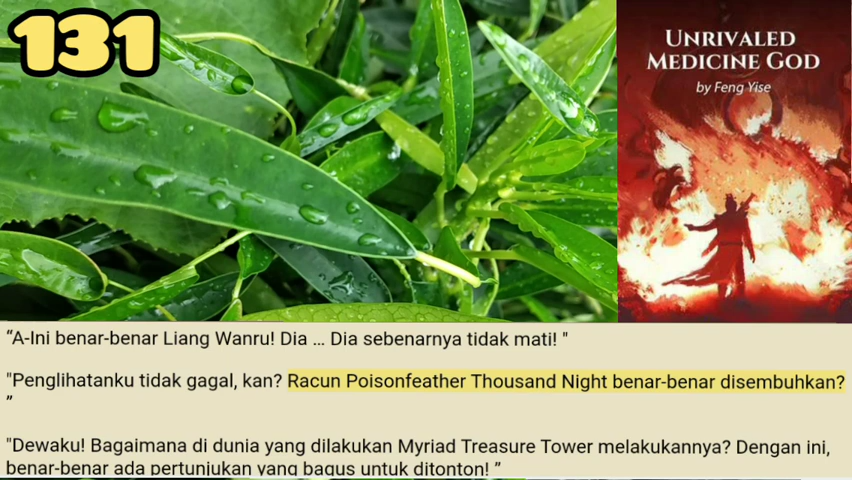 131
UNRIVALED
MEDICINE GOD
by Feng Yise
“A-Ini benar-benar Liang Wanru! Dia ... Dia sebenarnya tidak mati! "
"Penglihatanku tidak gagal, kan? Racun Poisonfeather Thousand Night benar-benar disembuhkan?
”
"Dewaku! Bagaimana di dunia yang dilakukan Myriad Treasure Tower melakukannya? Dengan ini,
benar-benar ada pertunjukan yang bagus untuk ditonton! ”